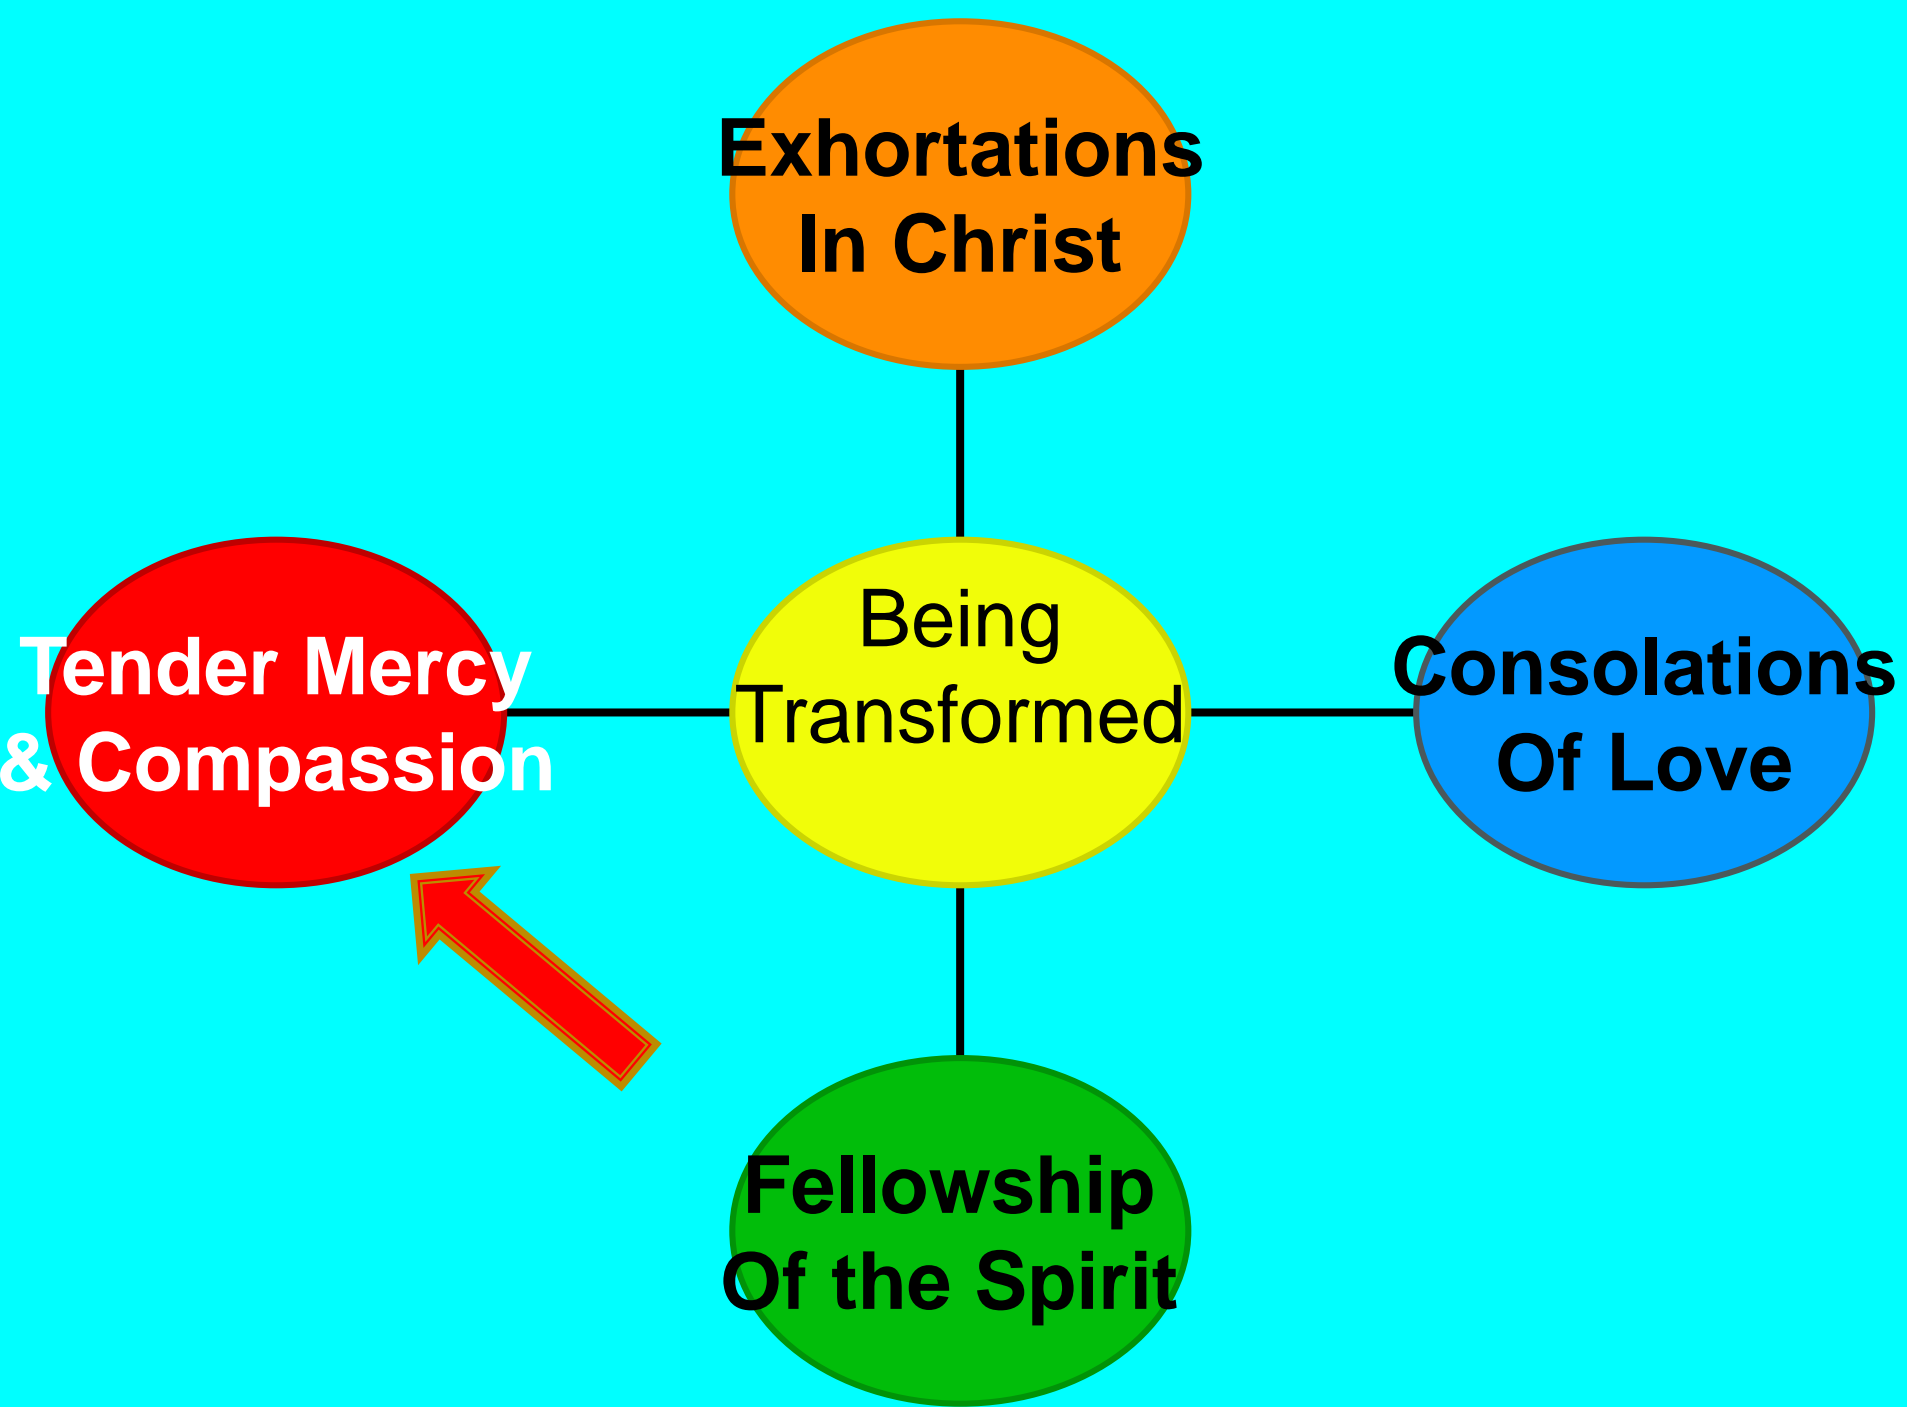 Exhortations
In Christ
Tender Mercy
& Compassion
Being
Transformed
Consolations
Of Love
Fellowship
Of the Spirit